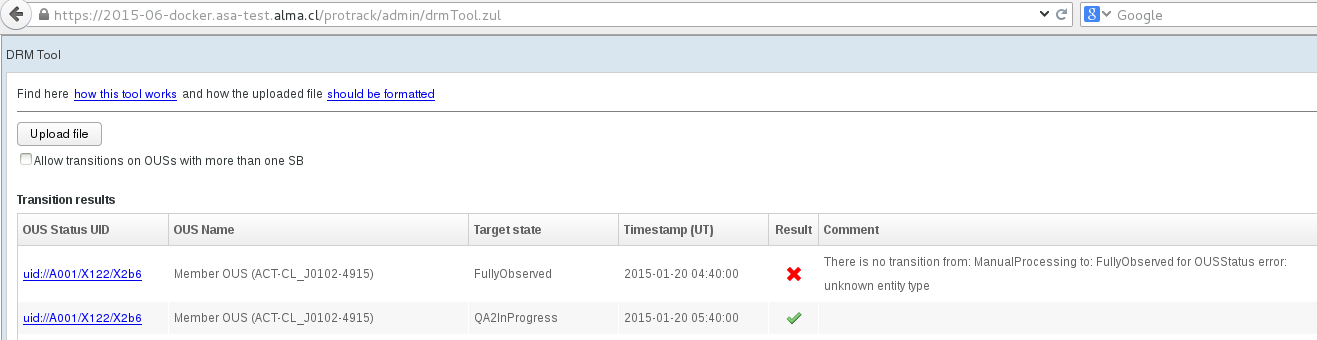 https://2015-06-docker.asa-test.alma.cl/protrack/admin/drmTool.zul
Google
DRM Tool
Find here how this tool works and how the uploaded file should be formatted
Upload file
Allow transitions on OUSs with more than one SB
Transition results
OUS Status UID OUS Name Target state Timestamp (UT) Result Comment
uid://A001/X122/X2b6 Member OUS (ACT-CL_J0102-4915) FullyObserved 2015-01-20 04:40:00 There is no transition from: ManualProcessing to: FullyObserved for OUSStatus error:
unknown entity type
uid://A001/X122/X2b6 Member OUS (ACT-CL_J0102-4915) QA2InProgress 2015-01-20 05:40:00